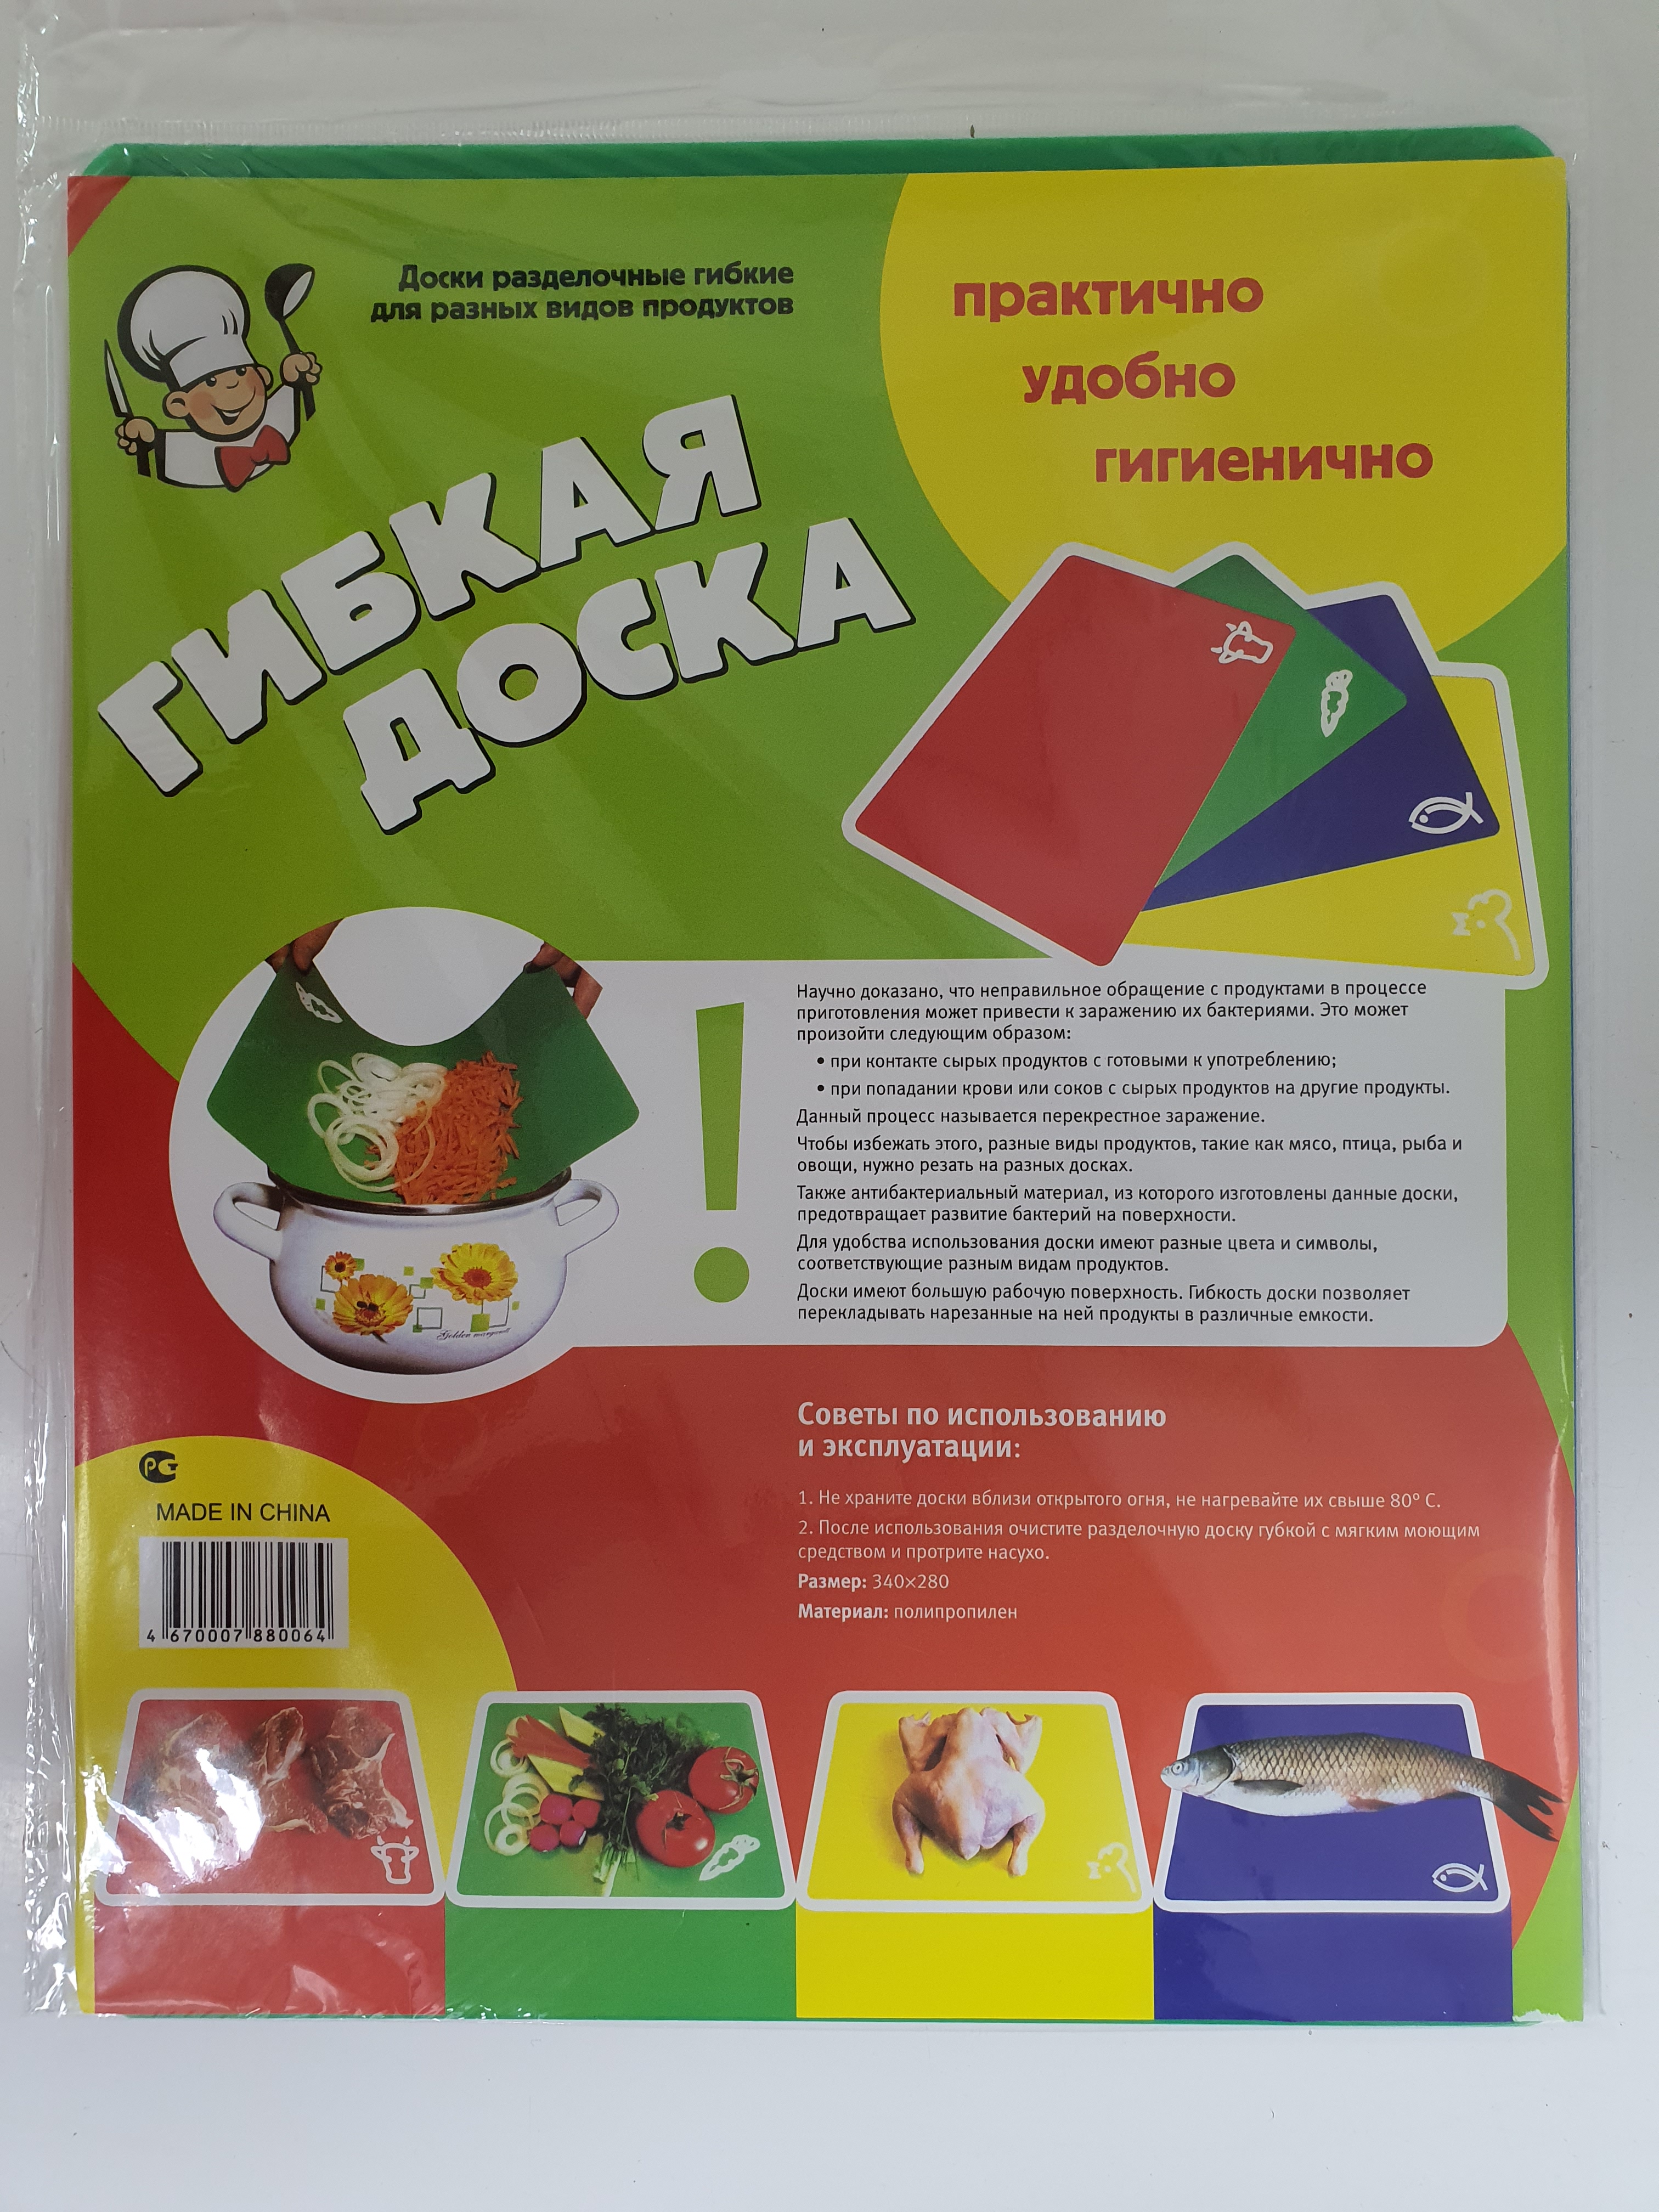 Доски разделочные гибкие
для разных видов продуктов
практично
удобно
гигиенично
ГИБКАЯ
ДОСКА
Научно доказано, что неправильное обращение с продуктами в процессе
приготовления может привести к заражению их бактериями. Это может
произойти следующим образом:
• при контакте сырых продуктов с готовыми к употреблению;
• при попадании крови или соков с сырых продуктов на другие продукты.
Данный процесс называется перекрестное заражение.
Чтобы избежать этого, разные виды продуктов, такие как мясо, птица, рыба и
овощи, нужно резать на разных досках.
Также антибактериальный материал, из которого изготовлены данные доски,
предотвращает развитие бактерий на поверхности.
Для удобства использования доски имеют разные цвета и символы,
соответствующие разным видам продуктов.
Доски имеют большую рабочую поверхность. Гибкость доски позволяет
перекладывать нарезанные на ней продукты в различные емкости.
!
Golden
Советы по использованию
и эксплуатации:
1. Не храните доски вблизи открытого огня, не нагревайте их свыше 80° С.
2. После использования очистите разделочную доску губкой с мягким моющим
средством и протрите насухо.
Размер: 340×280
Материал: полипропилен
РС
MADE IN CHINA
4 670007 880064